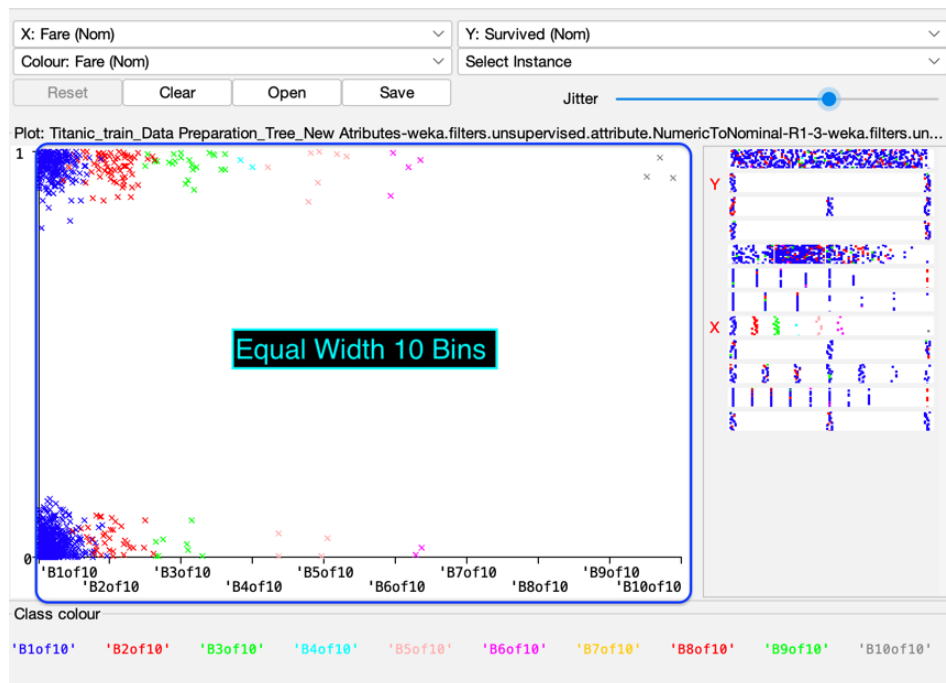 X: Fare (Nom)
Y: Survived (Nom)
Colour: Fare (Nom)
Select Instance
Reset
Clear
Open
Save
Jitter
Plot: Titanic_train_Data Preparation_Tree_New Atributes-weka.filters.unsupervised.attribute.NumericToNominal-R1-3-weka.filters.un...
1
Equal Width 10 Bins
0
'B1of10'
'B2of10'
'B3of10'
'B4of10'
'B5of10'
'B6of10'
'B7of10'
'B8of10'
'B9of10'
'B10of10'
Y
X
Class colour
'B1of10' 'B2of10' 'B3of10' 'B4of10' 'B5of10' 'B6of10' 'B7of10' 'B8of10' 'B9of10' 'B10of10'